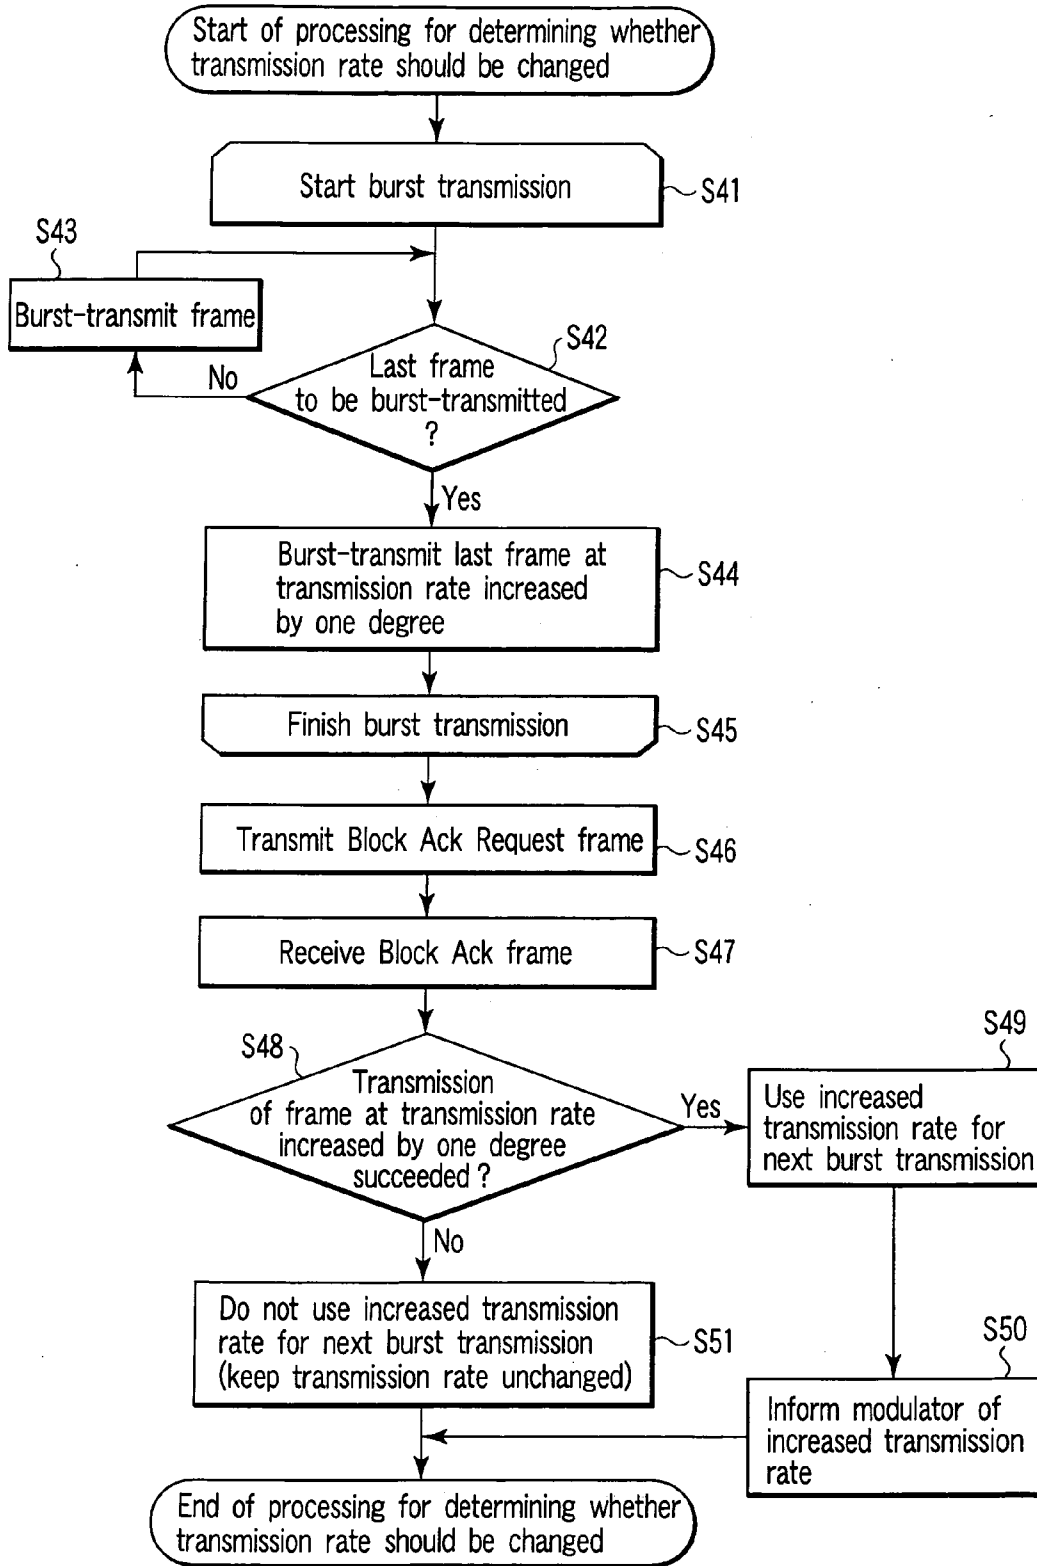 Start of processing for determining whether
transmission rate should be changed
Start burst transmission
S41
S43
Burst-transmit frame
S42
Last frame
to be burst-transmitted
?
No
Yes
Burst-transmit last frame at
transmission rate increased
by one degree
S44
Finish burst transmission
S45
Transmit Block Ack Request frame
S46
Receive Block Ack frame
S47
S48
Transmission
of frame at transmission rate
increased by one degree
succeeded?
Yes
S49
Use increased
transmission rate for
next burst transmission
No
Do not use increased transmission
rate for next burst transmission
(keep transmission rate unchanged)
S51
S50
Inform modulator of
increased transmission
rate
End of processing for determining whether
transmission rate should be changed